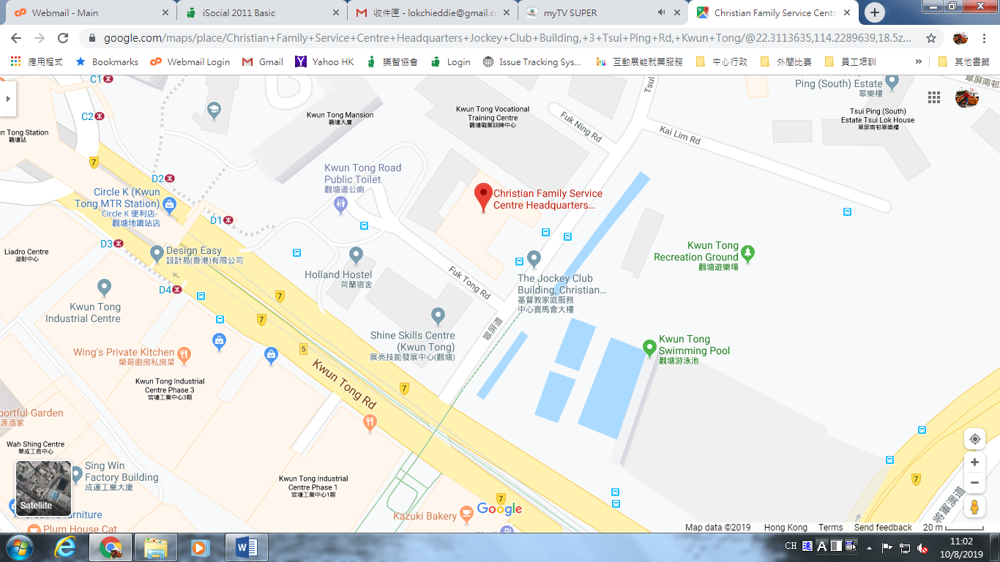 Webmail - Main
iSocial 2011 Basic
收件匣 - lokchieddie@gmail.co
myTV SUPER
Christian Family Service Centr
google.com/maps/place/Christian+Family+Service+Centre+Headquarters+Jockey+Club+Building,+3+Tsui+Ping+Rd,+Kwun+Tong/@22.3113635,114.2289639,18.5z...
應用程式
Bookmarks
Webmail Login
Gmail
Yahoo HK
樂智協會
Login
Issue Tracking Sys...
互動展能就業服務
中心行政
外間比賽
員工培訓
»
其他書籤
C1
C2
Kwun Tong Mansion
觀塘大廈
Kwun Tong Vocational
Training Centre
觀塘職業訓練中心
Tsui
Fuk Ning Rd
Kai Lim Rd
Ping (South) Estate
翠樂樓
翠屏南邨
Tsui Ping (South)
Estate Tsui Lok House
翠屏南邨翠樂樓
n Tong Station
觀塘站
7
D2
Kwun Tong Road
Public Toilet
觀塘道公廁
Circle K (Kwun
Tong MTR Station)
Circle K 便利店-
觀塘地鐵站店
D1
Christian Family Service
Centre Headquarters...
D3
Liadro Centre
溢財中心
Design Easy
設計易(香港)有限公司
Holland Hostel
荷蘭宿舍
Fuk Tong Rd
The Jockey Club
Building, Christian...
基督教家庭服務
中心賽馬會大樓
Kwun Tong
Recreation Ground
觀塘遊樂場
D4
7
7
Kwun Tong
Industrial Centre
Shine Skills Centre
(Kwun Tong)
展亮技能發展中心(觀塘)
翠屏道
Kwun Tong
Swimming Pool
觀塘游泳池
Wing's Private Kitchen
榮哥廚房私房菜
5
Kwun Tong Rd
7
Kwun Tong Industrial
Centre Phase 3
官塘工業中心3期
portful Garden
源酒家
Wah Shing Centre
華成工商中心
Sing Win
Factory Building
成運工業大廈
Kwun Tong Industrial
Centre Phase 1
官塘工業中心1期
7
7
將軍澳道
Satellite
urniture
Plum House Cat
Kazuki Bakery
Google
Map data ©2019
Hong Kong
Terms
Send feedback
20 m
CH
11:02
10/8/2019